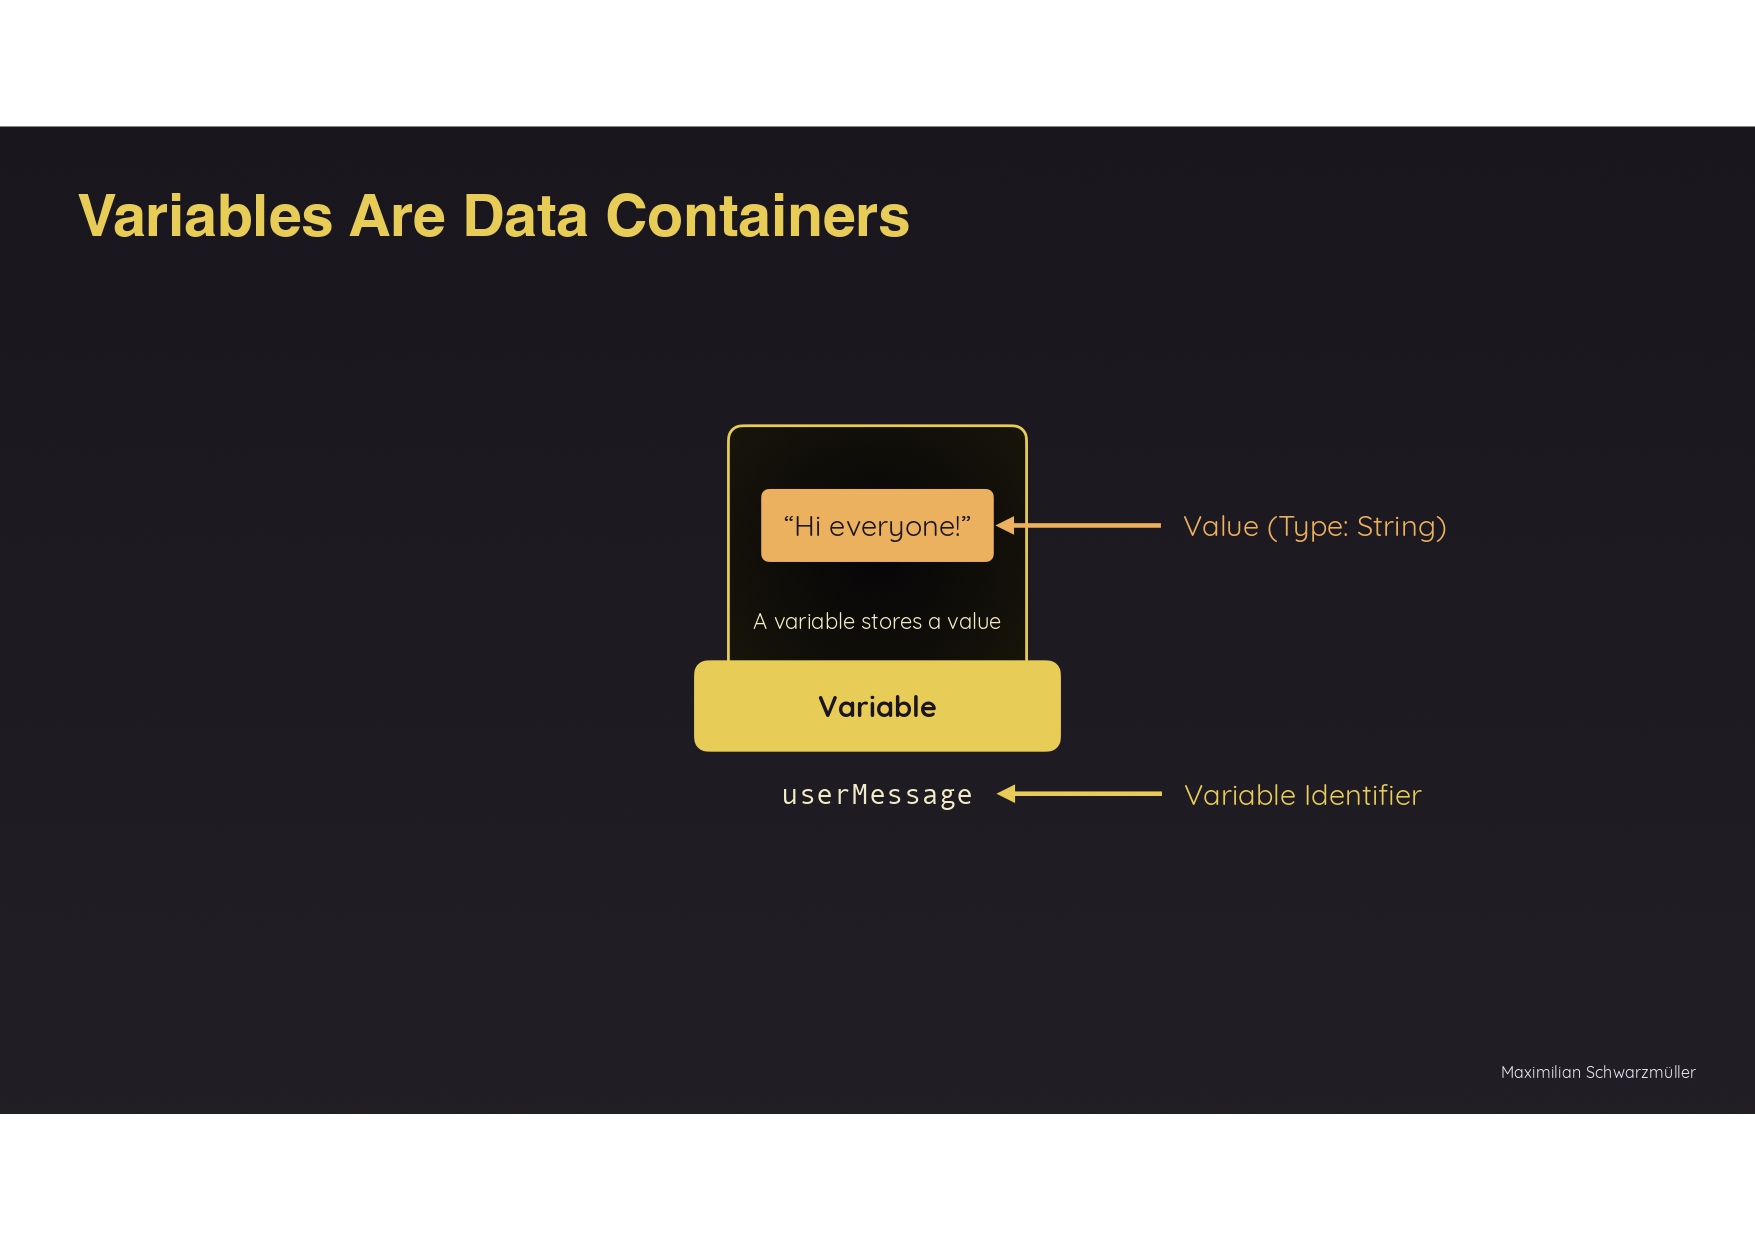 Variables Are Data Containers
“Hi everyone!”
Value (Type: String)
A variable stores a value
Variable
userMessage
Variable Identifier
Maximilian Schwarzmüller